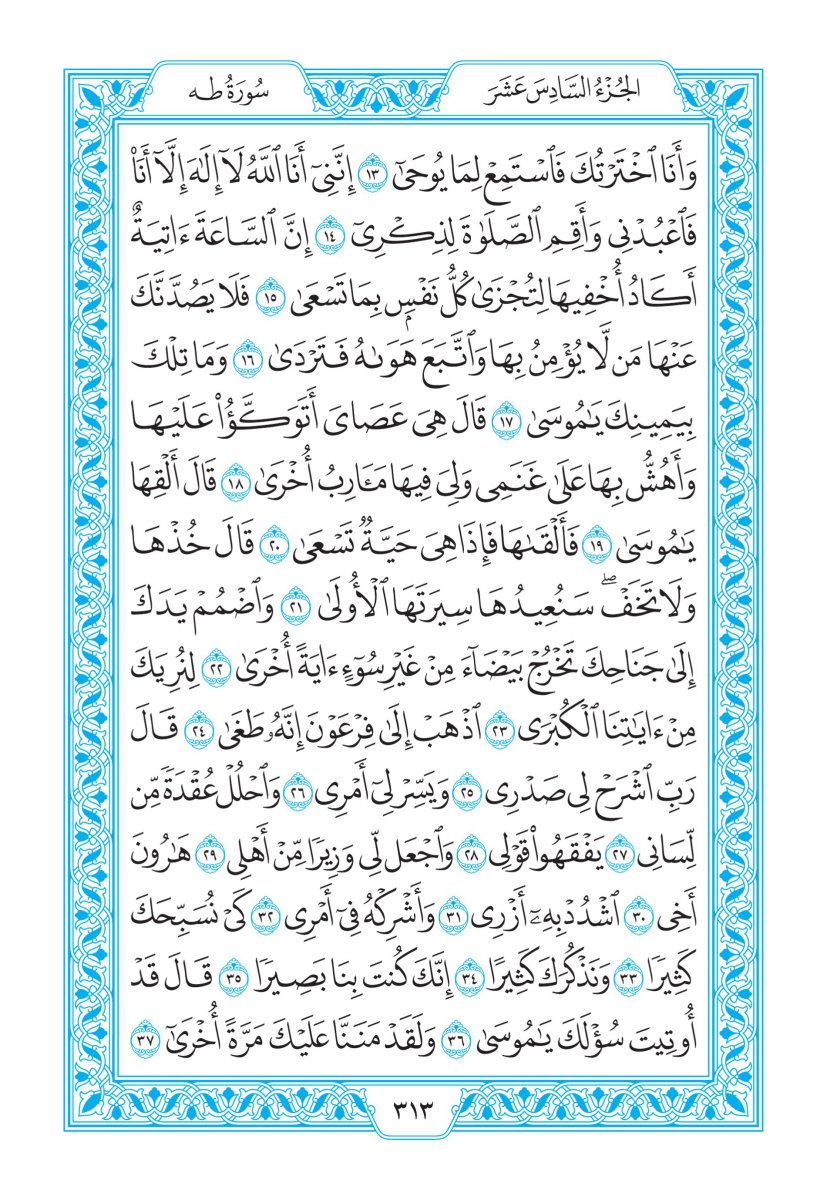 الجُزْءُ السَّادِسَ عَشَرَ
سُورَةُ طه
وَأَنَا ٱخْتَرْتُكَ فَٱسْتَمِعْ لِمَا يُوحَىٰٓ ١٣ إِنَّنِىٓ أَنَا ٱللَّهُ لَآ إِلَٰهَ إِلَّآ أَنَا۠
فَٱعْبُدْنِى وَأَقِمِ ٱلصَّلَوٰةَ لِذِكْرِىٓ ١٤ إِنَّ ٱلسَّاعَةَ ءَاتِيَةٌ
أَكَادُ أُخْفِيهَا لِتُجْزَىٰ كُلُّ نَفْسٍۭ بِمَا تَسْعَىٰ ١٥ فَلَا يَصُدَّنَّكَ
عَنْهَا مَن لَّا يُؤْمِنُ بِهَا وَٱتَّبَعَ هَوَىٰهُ فَتَرْدَىٰ ١٦ وَمَا تِلْكَ
بِيَمِينِكَ يَٰمُوسَىٰ ١٧ قَالَ هِىَ عَصَاىَ أَتَوَكَّؤُا۟ عَلَيْهَا
وَأَهُشُّ بِهَا عَلَىٰ غَنَمِى وَلِىَ فِيهَا مَـَٔارِبُ أُخْرَىٰ ١٨ قَالَ أَلْقِهَا
يَٰمُوسَىٰ ١٩ فَأَلْقَىٰهَا فَإِذَا هِىَ حَيَّةٌ تَسْعَىٰ ٢٠ قَالَ خُذْهَا
وَلَا تَخَفْ ۖ سَنُعِيدُهَا سِيرَتَهَا ٱلْأُولَىٰ ٢١ وَٱضْمُمْ يَدَكَ
إِلَىٰ جَنَاحِكَ تَخْرُجْ بَيْضَآءَ مِنْ غَيْرِ سُوٓءٍ ءَايَةً أُخْرَىٰ ٢٢ لِنُرِيَكَ
مِنْ ءَايَٰتِنَا ٱلْكُبْرَى ٢٣ ٱذْهَبْ إِلَىٰ فِرْعَوْنَ إِنَّهُۥ طَغَىٰ ٢٤ قَالَ
رَبِّ ٱشْرَحْ لِى صَدْرِى ٢٥ وَيَسِّرْ لِىٓ أَمْرِى ٢٦ وَٱحْلُلْ عُقْدَةً مِّن
لِّسَانِى ٢٧ يَفْقَهُوا۟ قَوْلِى ٢٨ وَٱجْعَل لِّى وَزِيرًا مِّنْ أَهْلِى ٢٩ هَٰرُونَ
أَخِى ٣٠ ٱشْدُدْ بِهِۦٓ أَزْرِى ٣١ وَأَشْرِكْهُ فِىٓ أَمْرِى ٣٢ كَىْ نُسَبِّحَكَ
كَثِيرًا ٣٣ وَنَذْكُرَكَ كَثِيرًا ٣٤ إِنَّكَ كُنتَ بِنَا بَصِيرًا ٣٥ قَالَ قَدْ
أُوتِيتَ سُؤْلَكَ يَٰمُوسَىٰ ٣٦ وَلَقَدْ مَنَنَّا عَلَيْكَ مَرَّةً أُخْرَىٰٓ ٣٧
٣١٣